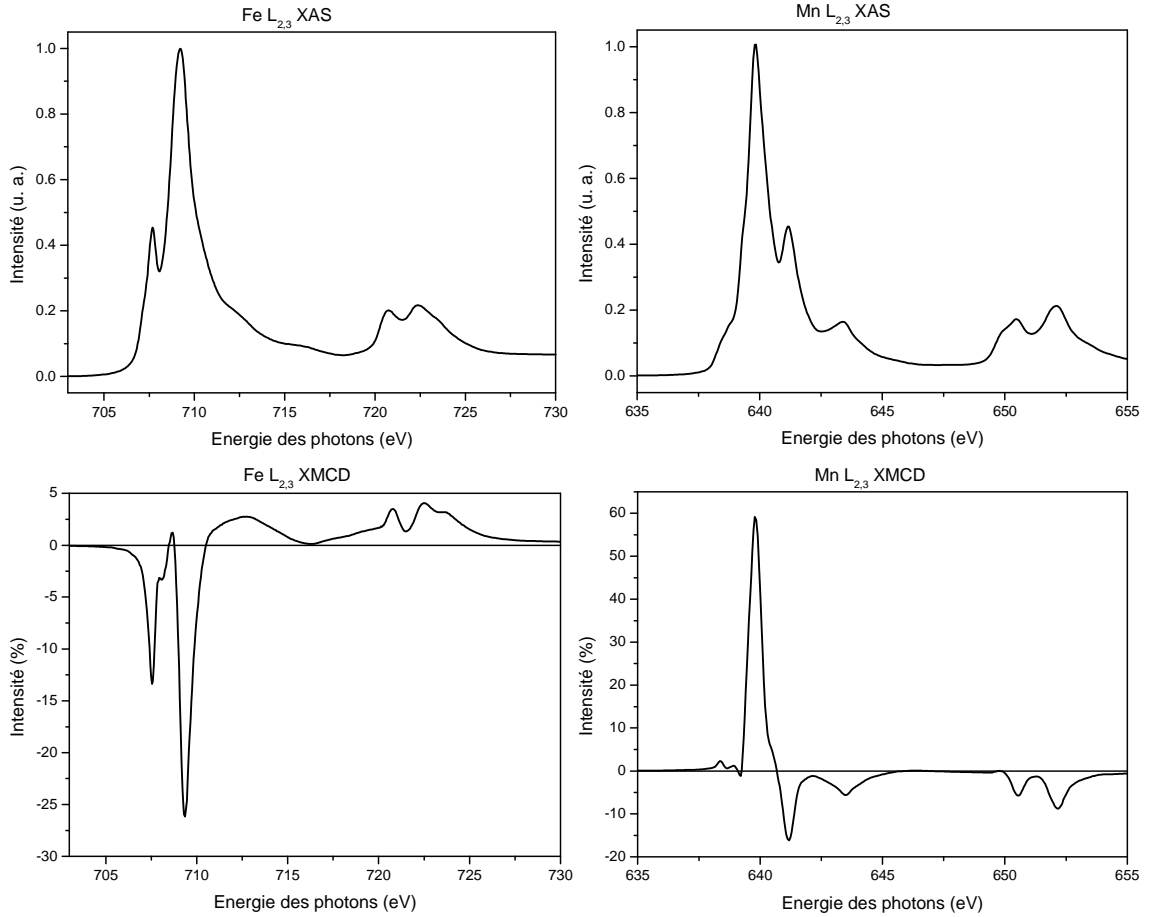 Fe L2,3 XAS
Intensité (u. a.)
1.0
0.8
0.6
0.4
0.2
0.0
705 710 715 720 725 730
Energie des photons (eV)
Mn L2,3 XAS
Intensité (u. a.)
1.0
0.8
0.6
0.4
0.2
0.0
635 640 645 650 655
Energie des photons (eV)
Fe L2,3 XMCD
Intensité (%)
5
0
-5
-10
-15
-20
-25
-30
705 710 715 720 725 730
Energie des photons (eV)
Mn L2,3 XMCD
Intensité (%)
60
50
40
30
20
10
0
-10
-20
635 640 645 650 655
Energie des photons (eV)